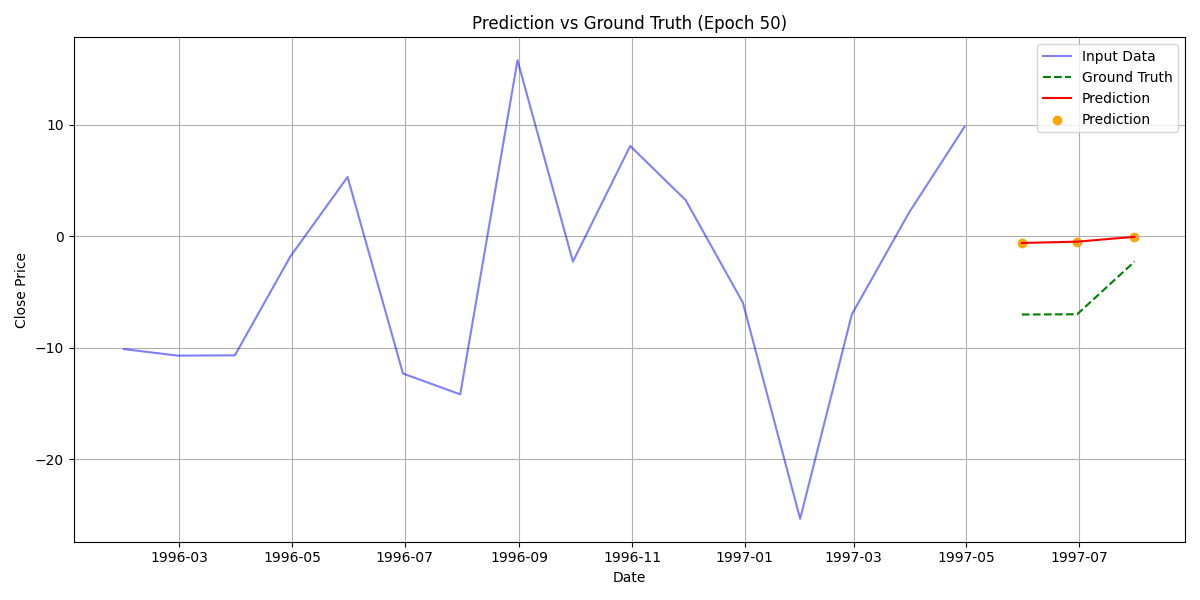 Prediction vs Ground Truth (Epoch 50)
Input Data
Ground Truth
Prediction
Prediction
Close Price
10
0
−10
−20
1996-03 1996-05 1996-07 1996-09 1996-11 1997-01 1997-03 1997-05 1997-07
Date